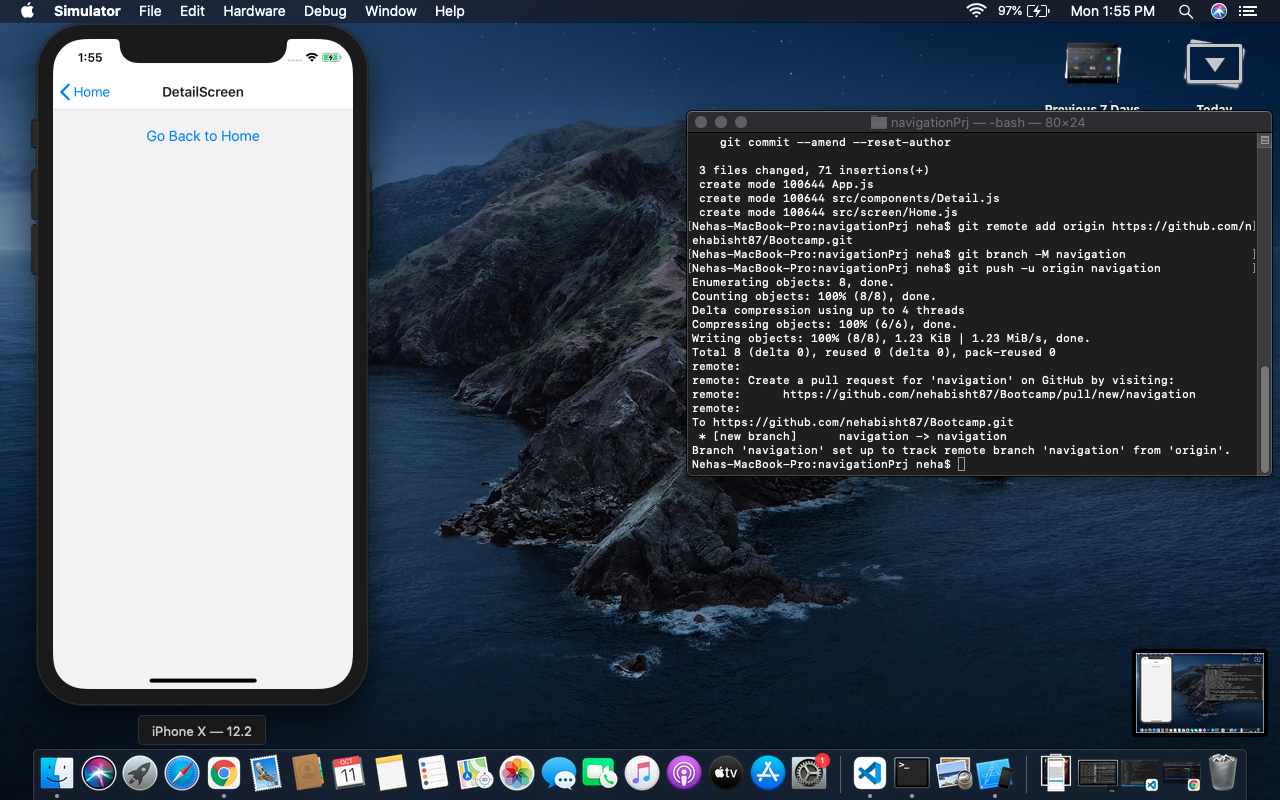 Simulator File Edit Hardware Debug Window Help 97% Mon 1:55 PM
1:55
Home DetailScreen
Go Back to Home
iPhone X — 12.2
Previous 7 Days Today
navigationPrj — -bash — 80×24
git commit --amend --reset-author
3 files changed, 71 insertions(+)
create mode 100644 App.js
create mode 100644 src/components/Detail.js
create mode 100644 src/screen/Home.js
[Nehas-MacBook-Pro:navigationPrj neha$ git remote add origin https://github.com/n]
ehabisht87/Bootcamp.git
[Nehas-MacBook-Pro:navigationPrj neha$ git branch -M navigation ]
[Nehas-MacBook-Pro:navigationPrj neha$ git push -u origin navigation ]
Enumerating objects: 8, done.
Counting objects: 100% (8/8), done.
Delta compression using up to 4 threads
Compressing objects: 100% (6/6), done.
Writing objects: 100% (8/8), 1.23 KiB | 1.23 MiB/s, done.
Total 8 (delta 0), reused 0 (delta 0), pack-reused 0
remote:
remote: Create a pull request for 'navigation' on GitHub by visiting:
remote: https://github.com/nehabisht87/Bootcamp/pull/new/navigation
remote:
To https://github.com/nehabisht87/Bootcamp.git
* [new branch] navigation -> navigation
Branch 'navigation' set up to track remote branch 'navigation' from 'origin'.
Nehas-MacBook-Pro:navigationPrj neha$
OCT
11
tv
1
>_